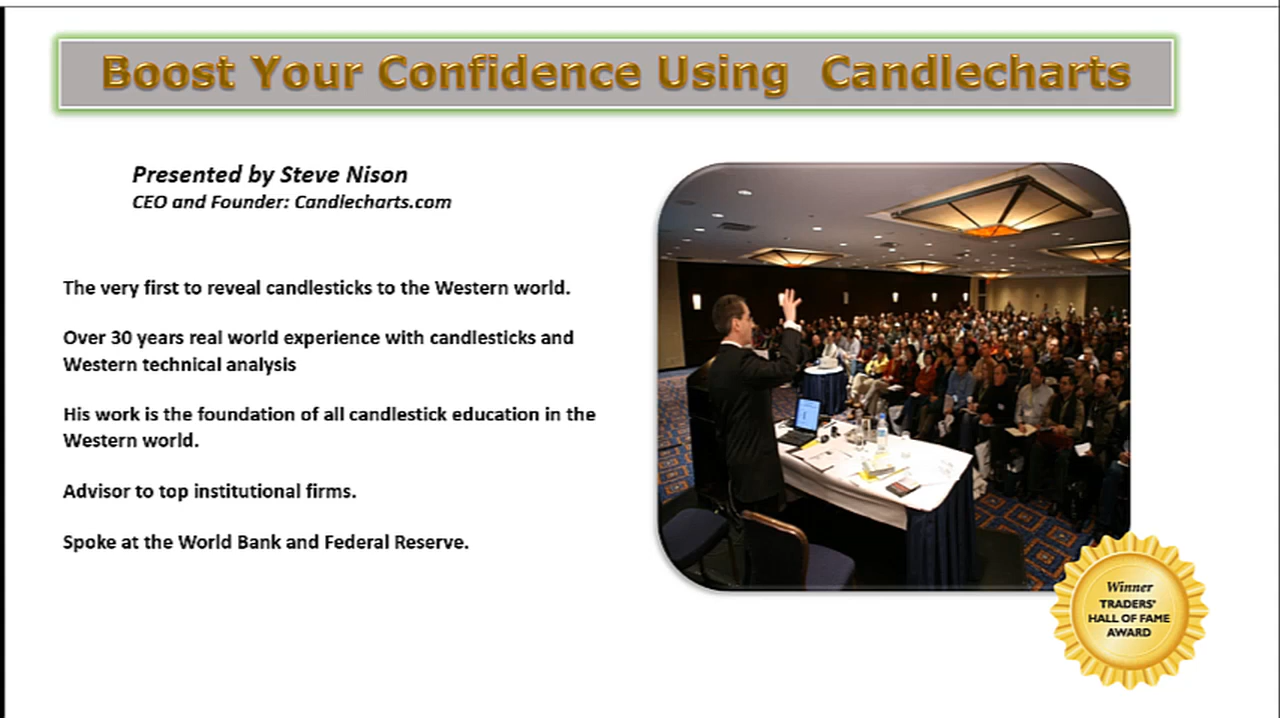 Boost Your Confidence Using Candlecharts
Presented by Steve Nison
CEO and Founder: Candlecharts.com
The very first to reveal candlesticks to the Western world.
Over 30 years real world experience with candlesticks and
Western technical analysis
His work is the foundation of all candlestick education in the
Western world.
Advisor to top institutional firms.
Spoke at the World Bank and Federal Reserve.
Winner
TRADERS'
HALL OF FAME
AWARD